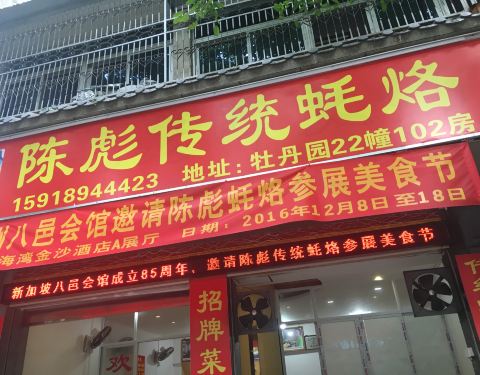 陈彪传统蚝烙
15918944423 地址:牡丹园22幢102房
八邑会馆邀请陈彪蚝烙参展美食节
海湾金沙酒店A展厅 日期:2016年12月8日至18日
新加坡八邑会馆成立85周年,邀请陈彪传统蚝烙参展美食节
招牌菜
欢